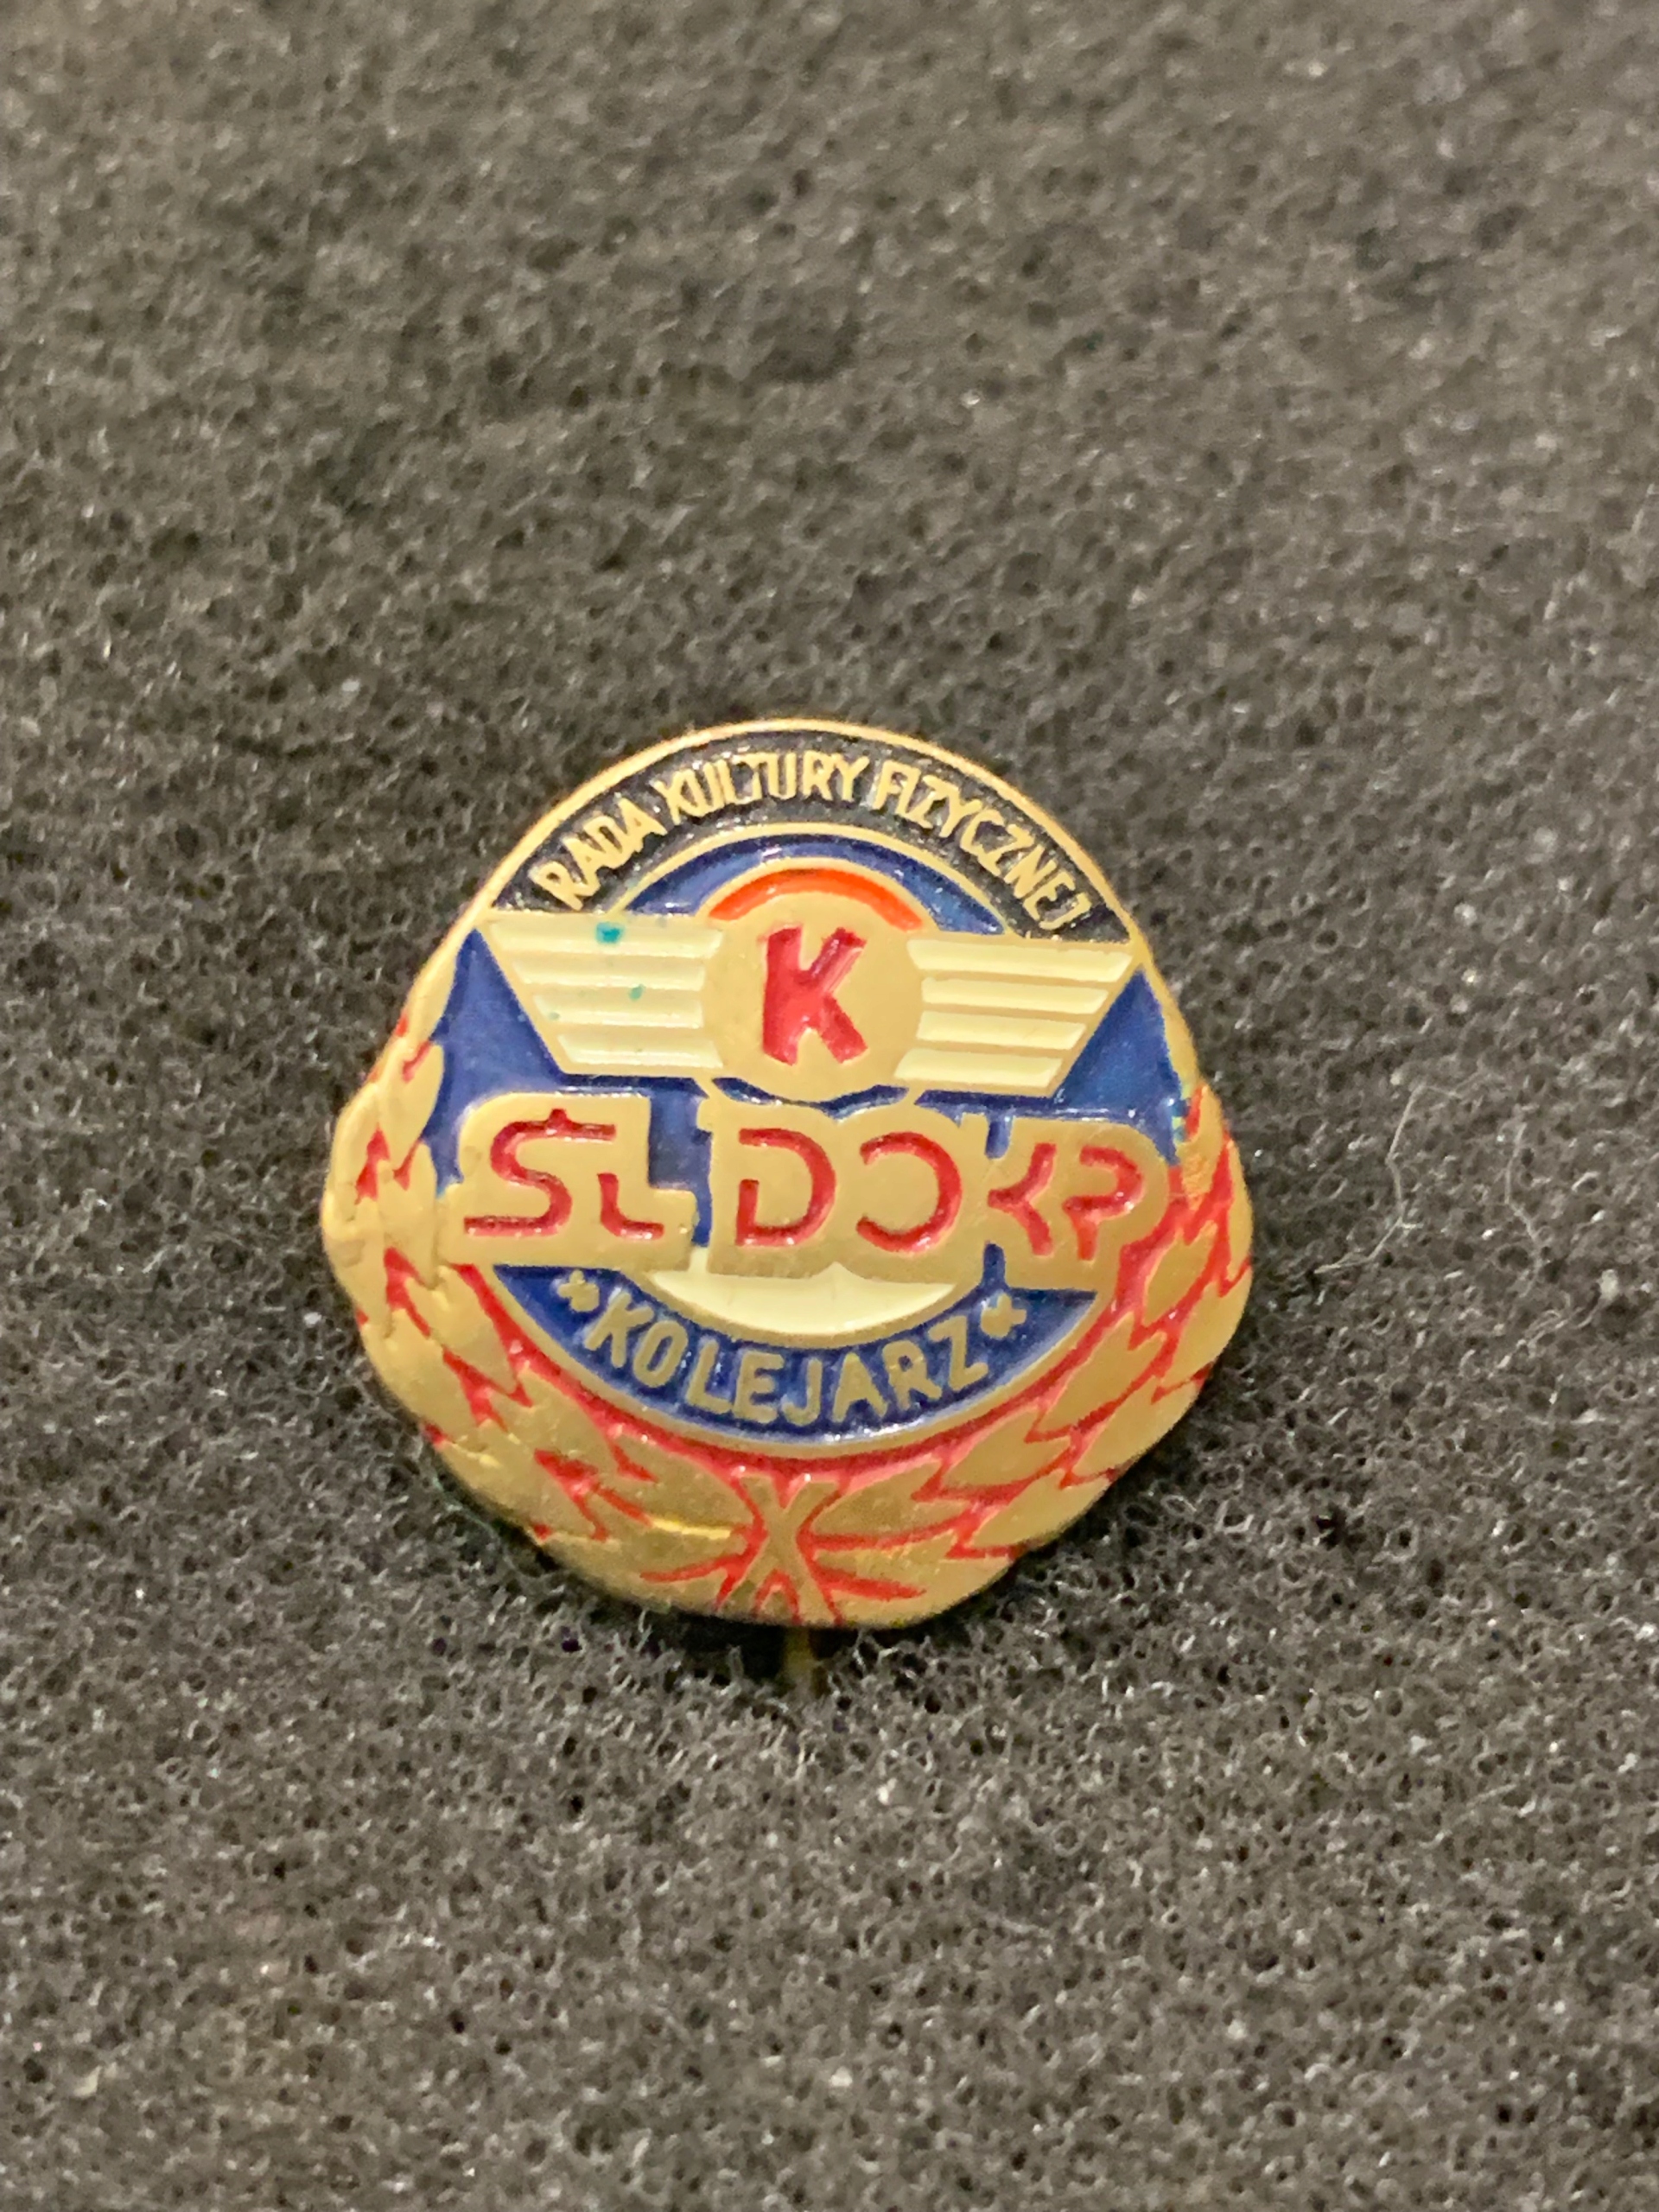 RADA KULTURY FIZYCZNEJ
K
ŚL DOKP
KOLEJARZ